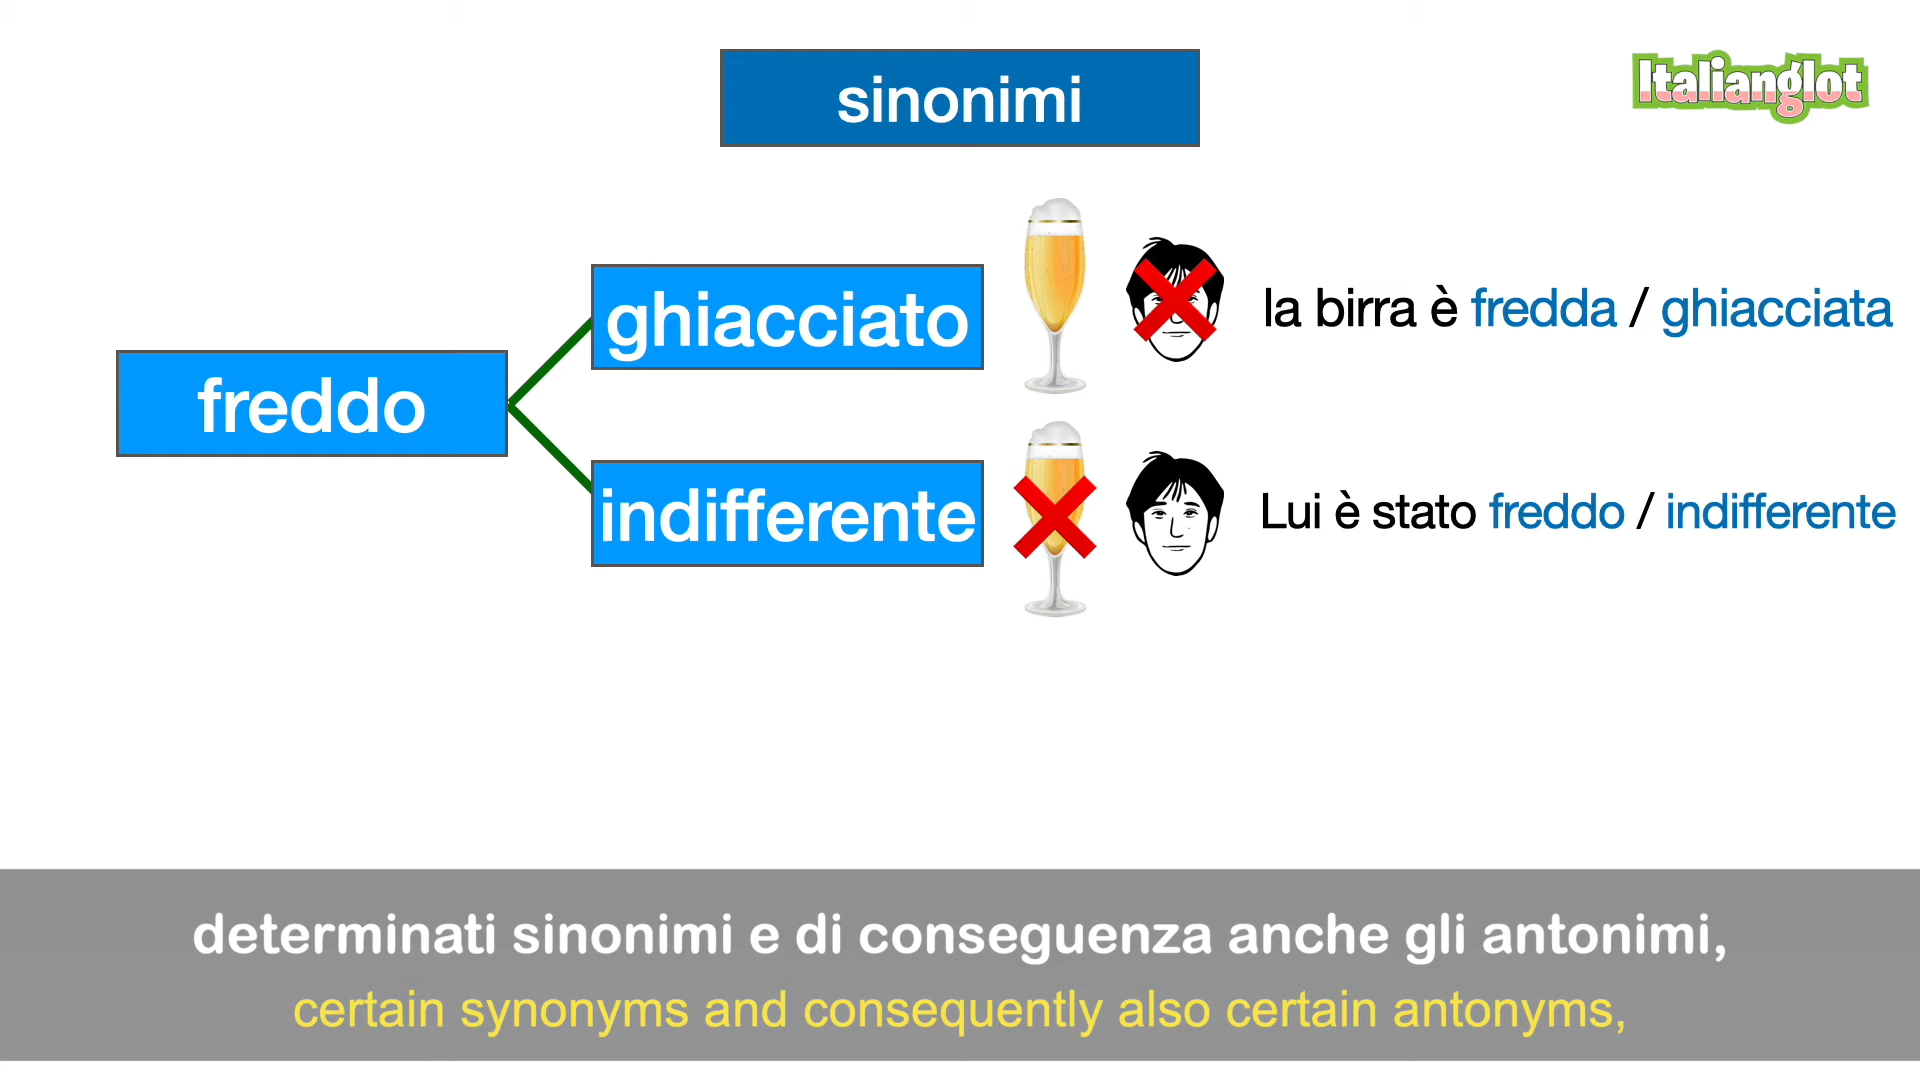 sinonimi
Italianglot
ghiacciato
la birra è fredda / ghiacciata
freddo
indifferente
Lui è stato freddo / indifferente
determinati sinonimi e di conseguenza anche gli antonimi,
certain synonyms and consequently also certain antonyms,